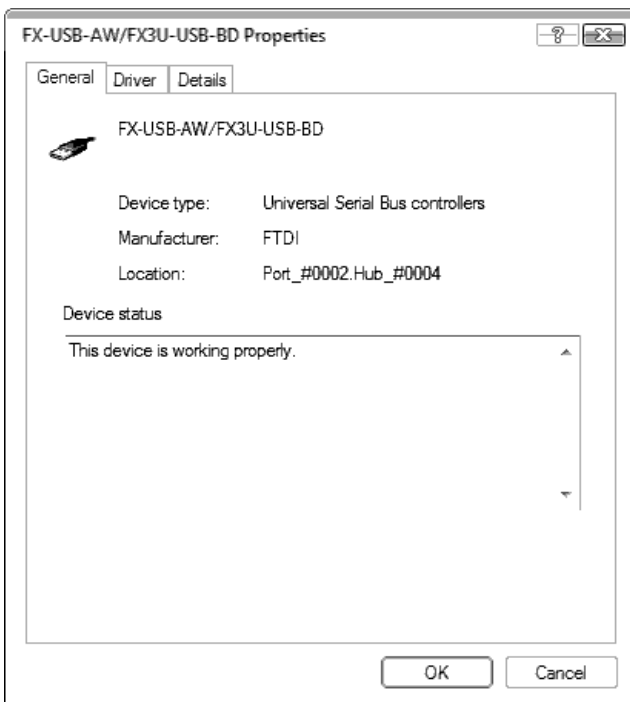 FX-USB-AW/FX3U-USB-BD Properties
General Driver Details
FX-USB-AW/FX3U-USB-BD
Device type: Universal Serial Bus controllers
Manufacturer: FTDI
Location: Port_#0002.Hub_#0004
Device status
This device is working properly.
OK Cancel